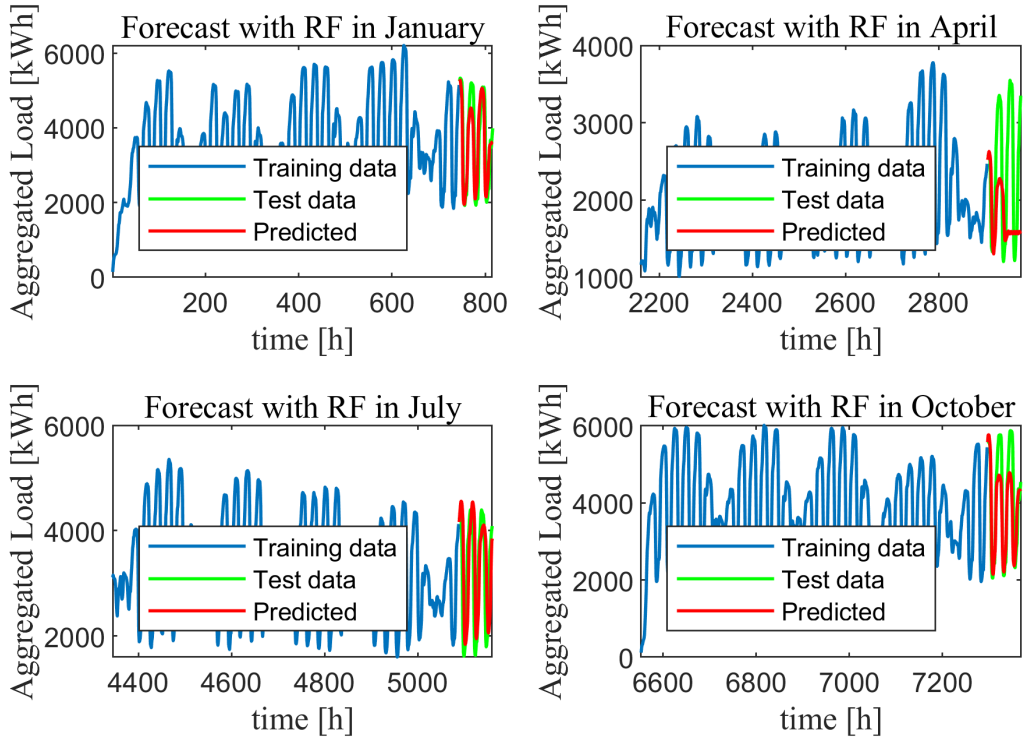 Forecast with RF in January
Aggregated Load [kWh]
6200
4000
2000
0
200
400
600
800
time [h]
Training data
Test data
Predicted
Forecast with RF in April
Aggregated Load [kWh]
4000
3000
2000
1000
2200
2400
2600
2800
time [h]
Training data
Test data
Predicted
Forecast with RF in July
Aggregated Load [kWh]
6000
4000
2000
4400
4600
4800
5000
time [h]
Training data
Test data
Predicted
Forecast with RF in October
Aggregated Load [kWh]
6000
4000
2000
0
6600
6800
7000
7200
time [h]
Training data
Test data
Predicted